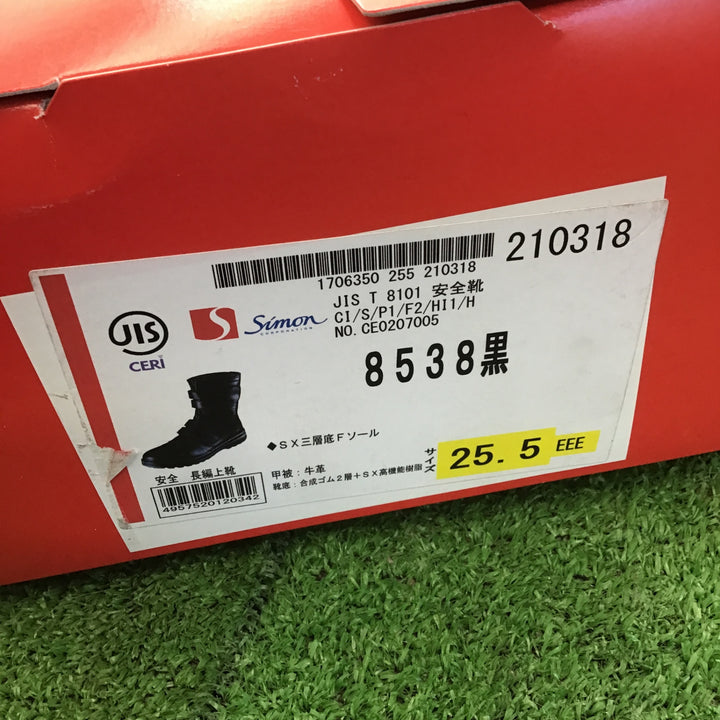 210318
1706350 255 210318
JIS T 8101 安全靴
CI/S/P1/F2/HI1/H
NO.CE0207005
JIS
CERI
S
Simon
CORPORATION
8538黒
◆SX三層底Fソール
安全 長編上靴
甲被:牛革
靴底:合成ゴム2層+SX高機能樹脂
サイズ
25.5 EEE
4957520120342